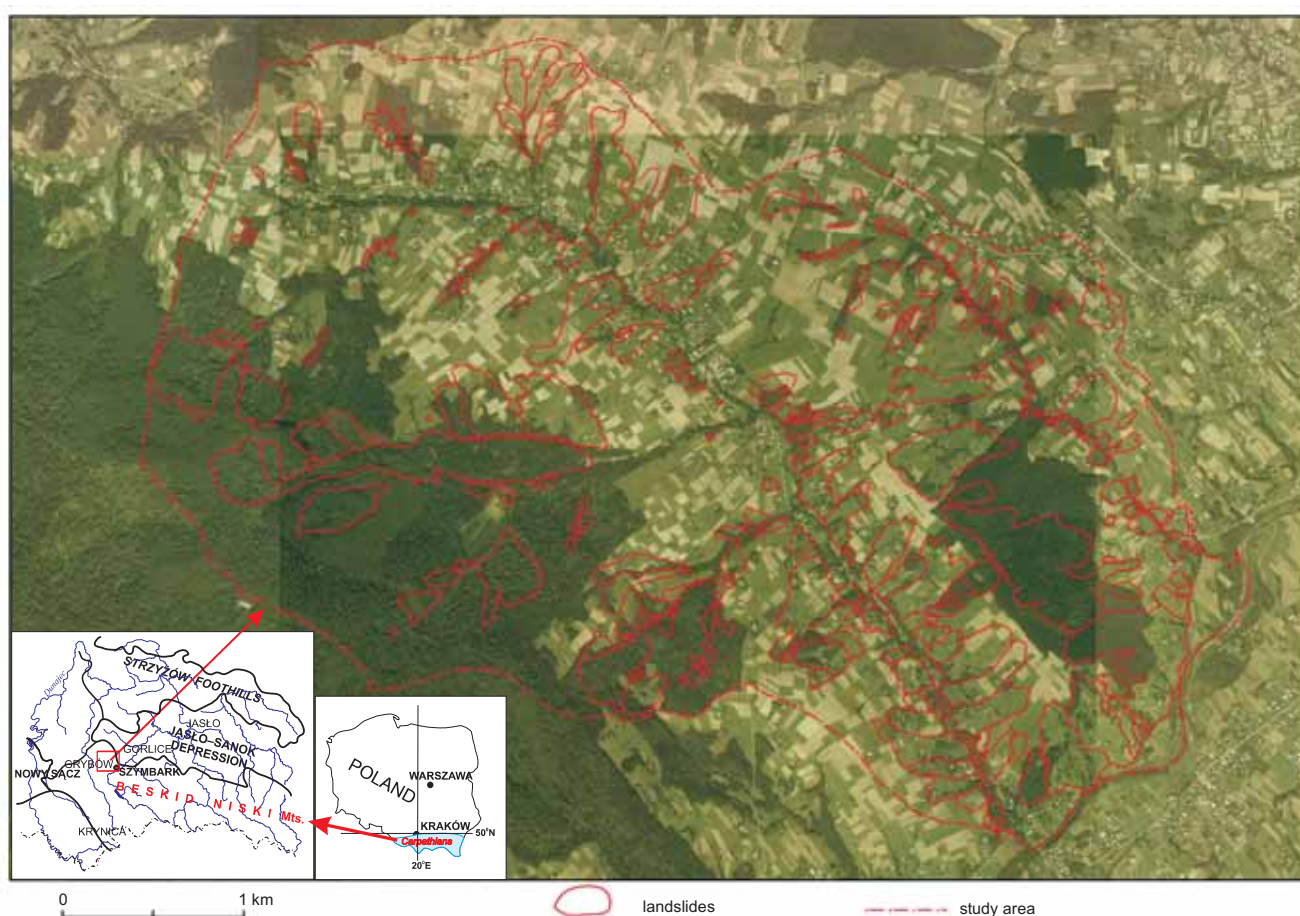 STRZYŻÓW FOOTHILLS
Dunajec
JASŁO
JASŁO-SANOK
DEPRESSION
GORLICE
GRYBÓW
NOWY SĄCZ
SZYMBARK
BESKID NISKI Mts.
KRYNICA
POLAND
WARSZAWA
KRAKÓW
50°N
Carpathians
20°E
0
1 km
landslides
study area